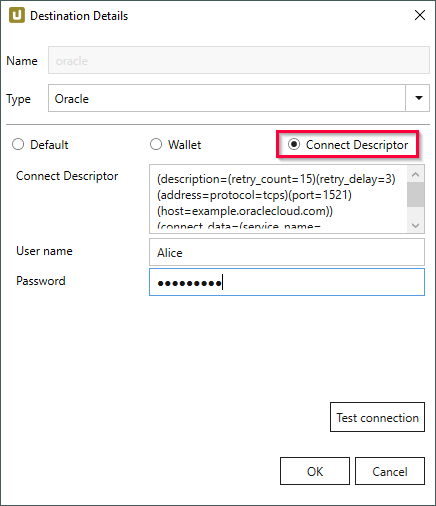 Destination Details
Name oracle
Type Oracle
Default Wallet Connect Descriptor
Connect Descriptor (description=(retry_count=15)(retry_delay=3)
(address=protocol=tcps)(port=1521)
(host=example.oraclecloud.com))
(connect_data=(service_name=
User name Alice
Password ●●●●●●●●●
Test connection
OK Cancel